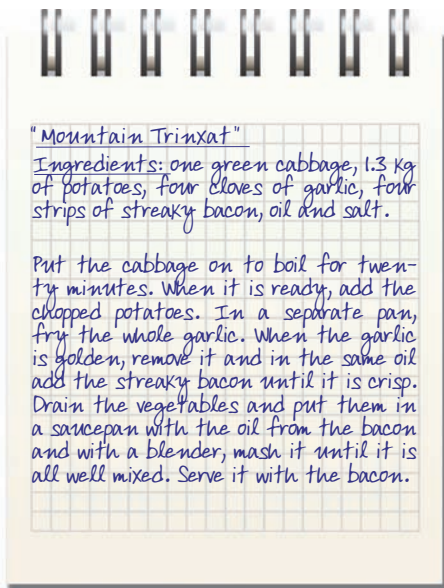 "Mountain Trinxat"
Ingredients: one green cabbage, 1.3 Kg
of potatoes, four cloves of garlic, four
strips of streaky bacon, oil and salt.
Put the cabbage on to boil for twen-
ty minutes. When it is ready, add the
chopped potatoes. In a separate pan,
fry the whole garlic. When the garlic
is golden, remove it and in the same oil
add the streaky bacon until it is crisp.
Drain the vegetables and put them in
a saucepan with the oil from the bacon
and with a blender, mash it until it is
all well mixed. Serve it with the bacon.